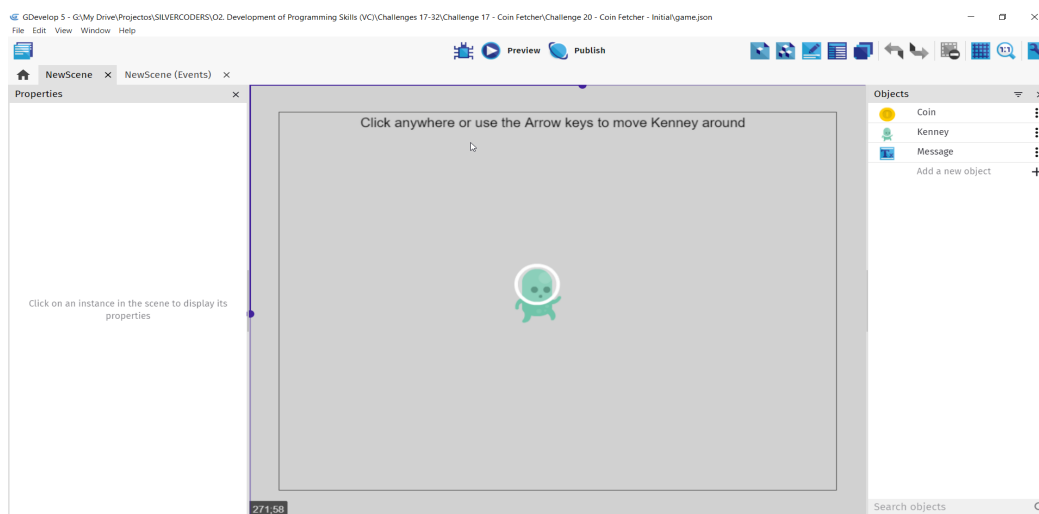 GDevelop 5 - G:\My Drive\Projectos\SILVERCODERS\O2. Development of Programming Skills (VC)\Challenges 17-32\Challenge 17 - Coin Fetcher\Challenge 20 - Coin Fetcher - Initial\game.json
File Edit View Window Help
Preview Publish
1:1
NewScene NewScene (Events)
Properties
Objects
Click anywhere or use the Arrow keys to move Kenney around
Coin
Kenney
Message
Add a new object
Click on an instance in the scene to display its
properties
271;58
Search objects